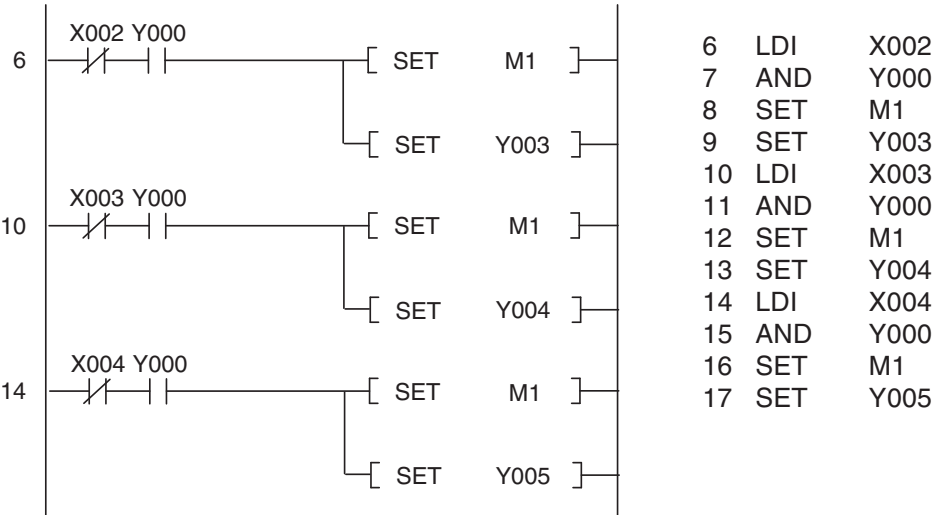 X002 Y000
6 SET M1
SET Y003
X003 Y000
10 SET M1
SET Y004
X004 Y000
14 SET M1
SET Y005
6 LDI X002
7 AND Y000
8 SET M1
9 SET Y003
10 LDI X003
11 AND Y000
12 SET M1
13 SET Y004
14 LDI X004
15 AND Y000
16 SET M1
17 SET Y005